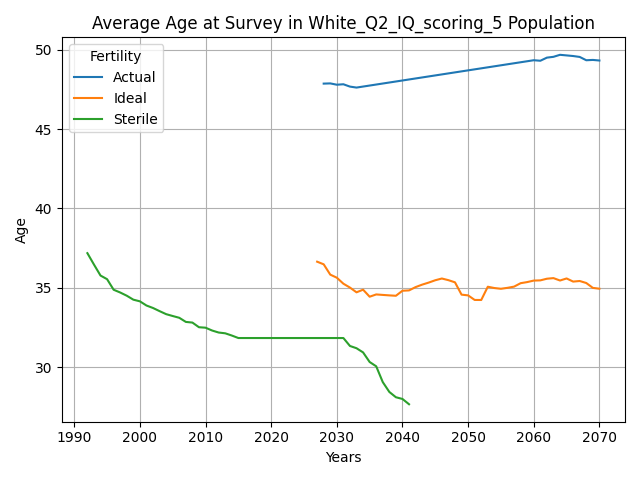 Average Age at Survey in White_Q2_IQ_scoring_5 Population
Fertility
Actual
Ideal
Sterile
50
45
40
35
30
Age
1990 2000 2010 2020 2030 2040 2050 2060 2070
Years